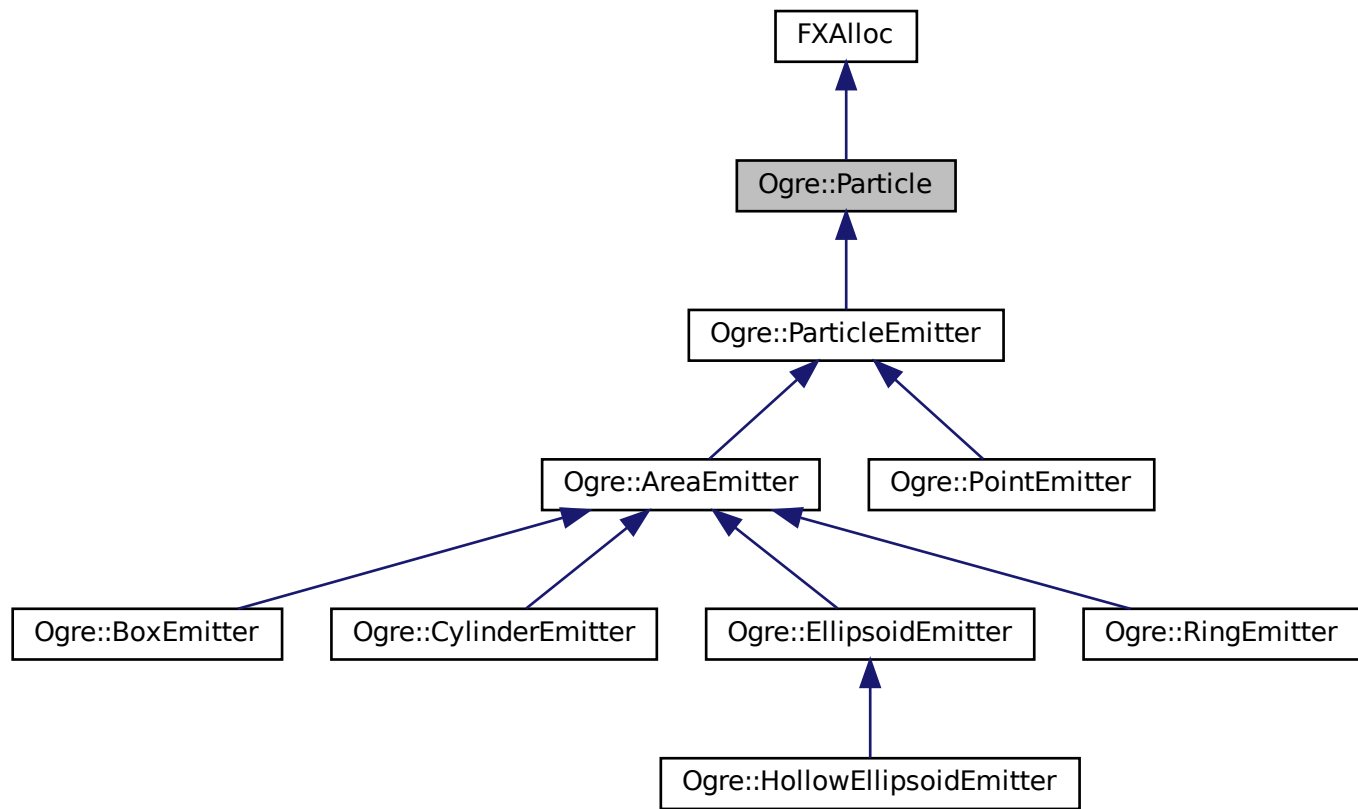 FXAlloc
Ogre::Particle
Ogre::ParticleEmitter
Ogre::AreaEmitter
Ogre::PointEmitter
Ogre::BoxEmitter
Ogre::CylinderEmitter
Ogre::EllipsoidEmitter
Ogre::RingEmitter
Ogre::HollowEllipsoidEmitter